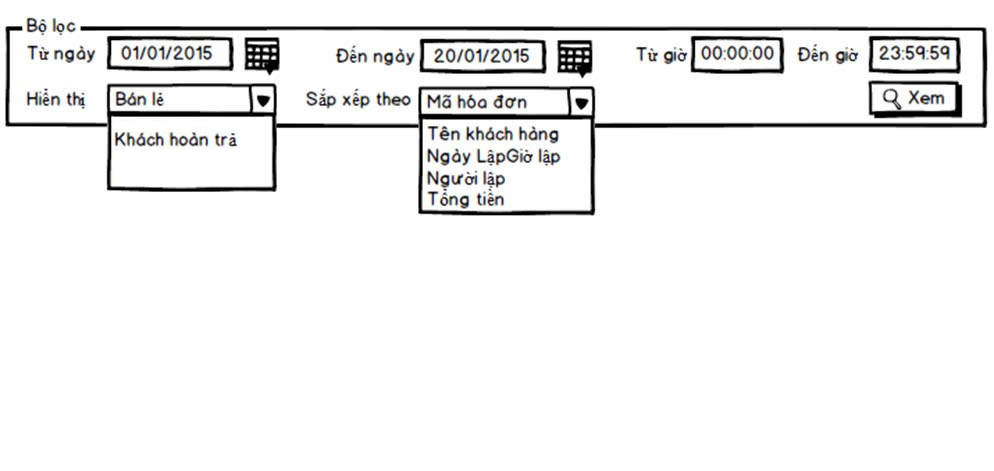 Bộ lọc
Từ ngày 01/01/2015 Đến ngày 20/01/2015 Từ giờ 00:00:00 Đến giờ 23:59:59
Hiển thị Bán lẻ Sắp xếp theo Mã hóa đơn Xem
Khách hoàn trả
Tên khách hàng
Ngày LậpGiờ lập
Người lập
Tổng tiền